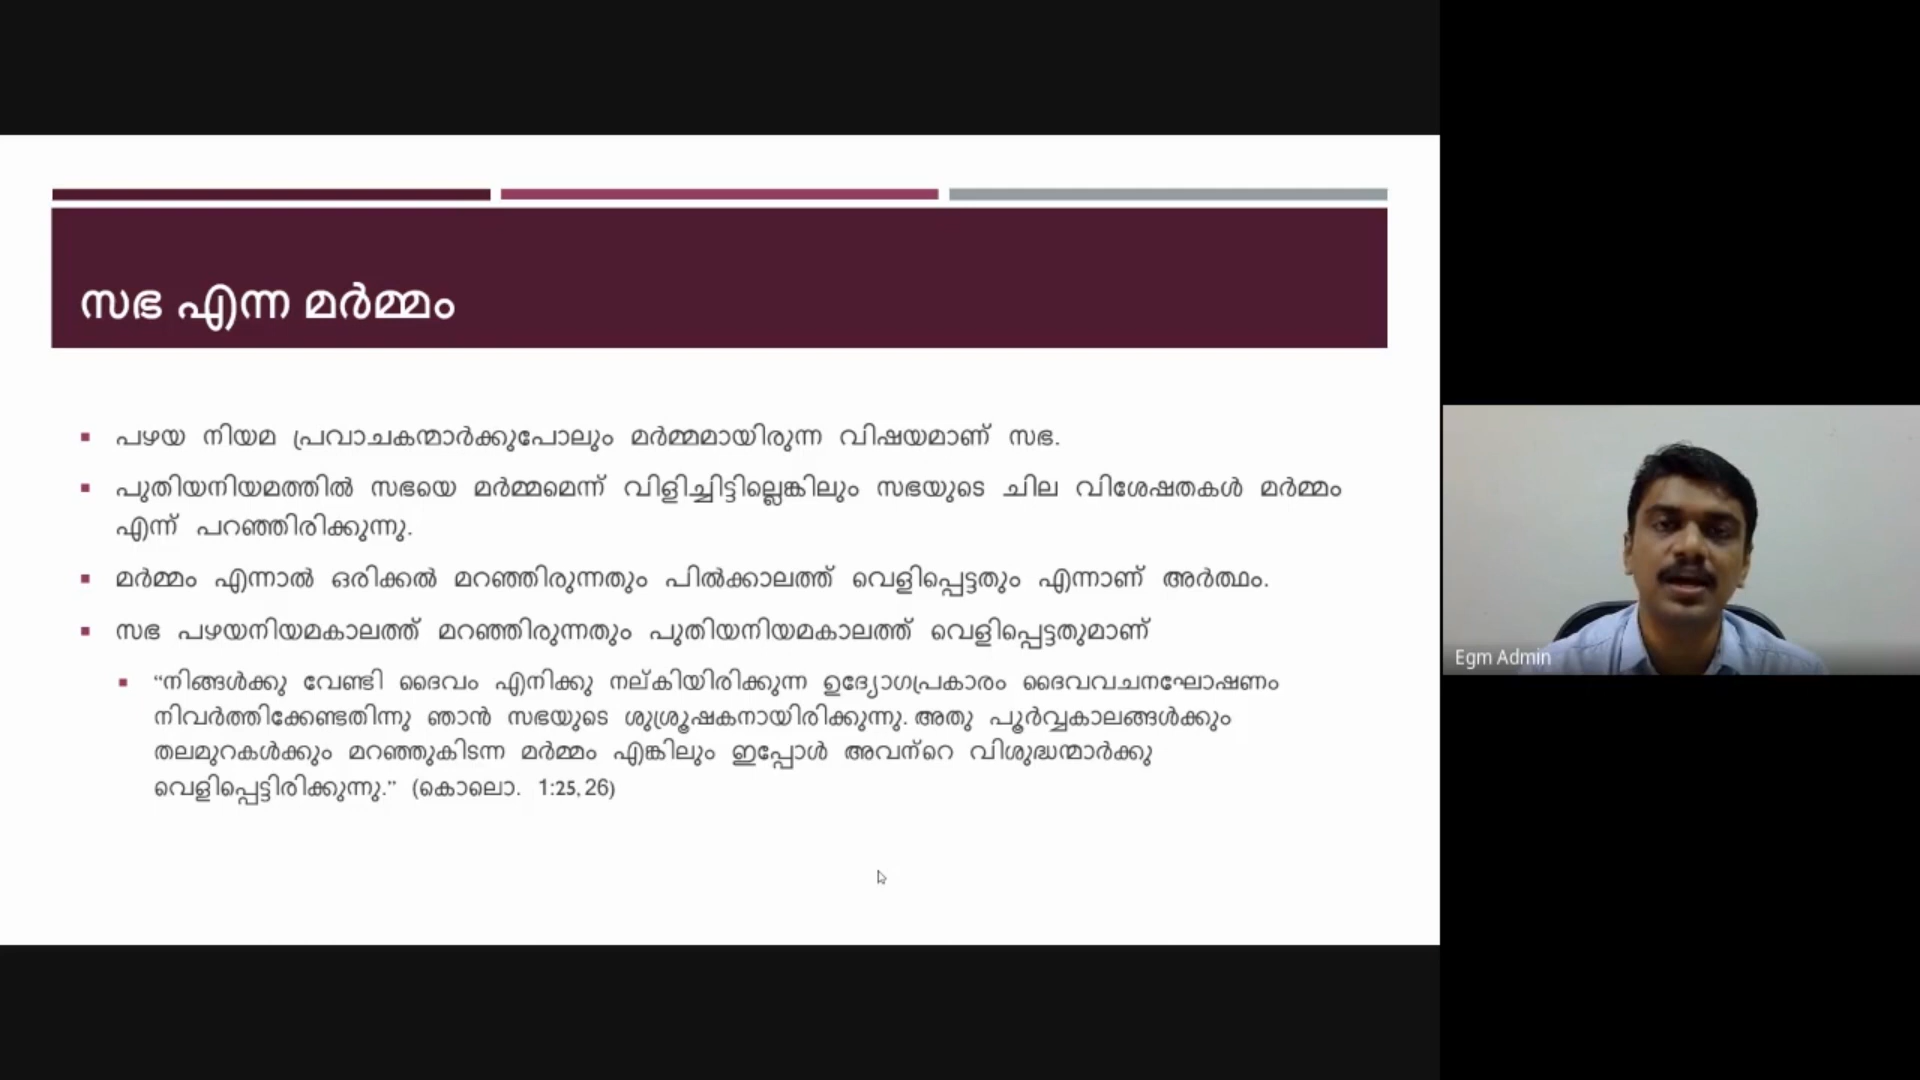 സഭ എന്ന മർമ്മം
പഴയ നിയമ പ്രവാചകന്മാർക്കുപോലും മർമ്മമായിരുന്ന വിഷയമാണ് സഭ.
പുതിയനിയമത്തിൽ സഭയെ മർമ്മമെന്ന് വിളിച്ചിട്ടില്ലെങ്കിലും സഭയുടെ ചില വിശേഷതകൾ മർമ്മം
എന്ന് പറഞ്ഞിരിക്കുന്നു.
മർമ്മം എന്നാൽ ഒരിക്കൽ മറഞ്ഞിരുന്നതും പിൽക്കാലത്ത് വെളിപ്പെട്ടതും എന്നാണ് അർത്ഥം.
സഭ പഴയനിയമകാലത്ത് മറഞ്ഞിരുന്നതും പുതിയനിയമകാലത്ത് വെളിപ്പെട്ടതുമാണ്
“നിങ്ങൾക്കു വേണ്ടി ദൈവം എനിക്കു നല്കിയിരിക്കുന്ന ഉദ്യോഗപ്രകാരം ദൈവവചനഘോഷണം
നിവർത്തിക്കേണ്ടതിന്നു ഞാൻ സഭയുടെ ശുശ്രൂഷകനായിരിക്കുന്നു. അതു പൂർവ്വകാലങ്ങൾക്കും
തലമുറകൾക്കും മറഞ്ഞുകിടന്ന മർമ്മം എങ്കിലും ഇപ്പോൾ അവന്റെ വിശുദ്ധന്മാർക്കു
വെളിപ്പെട്ടിരിക്കുന്നു.” (കൊലൊ. 1:25, 26)
Egm Admin